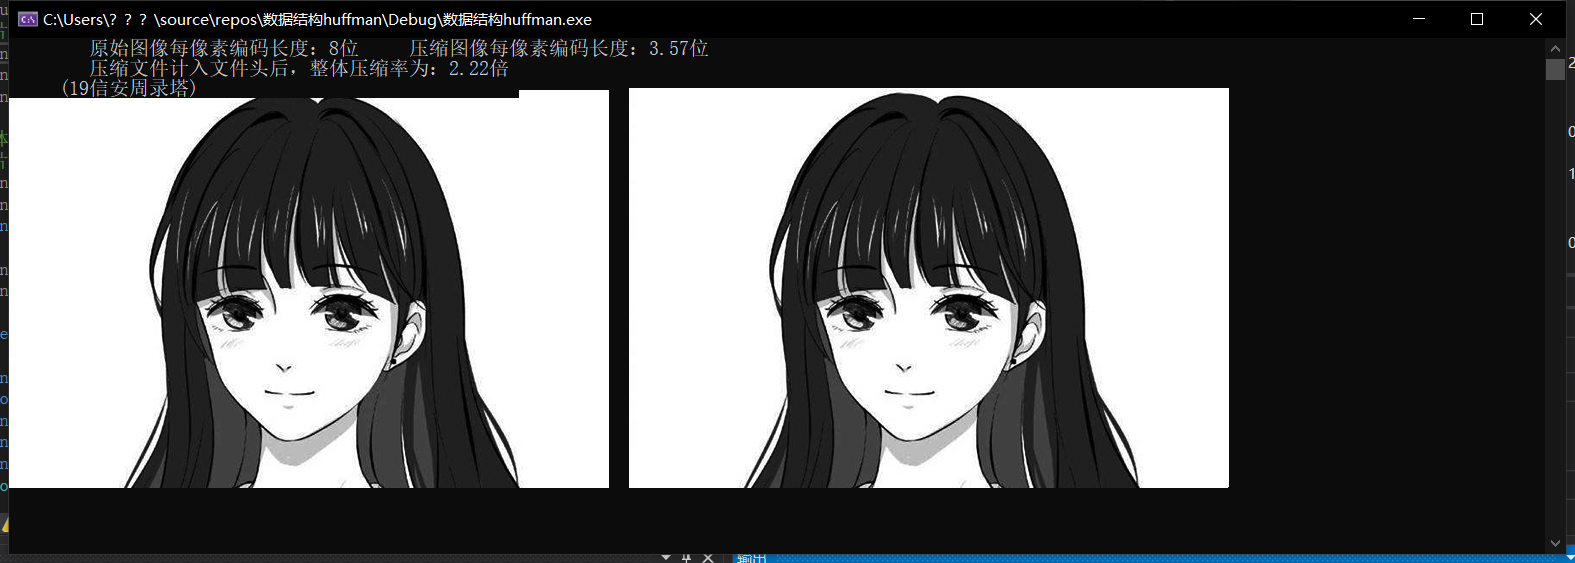 C:\Users\? ? ? \source\repos\数据结构huffman\Debug\数据结构huffman.exe
原始图像每像素编码长度：8位 压缩图像每像素编码长度：3.57位
压缩文件计入文件头后，整体压缩率为：2.22倍
(19信安周录塔)
输出